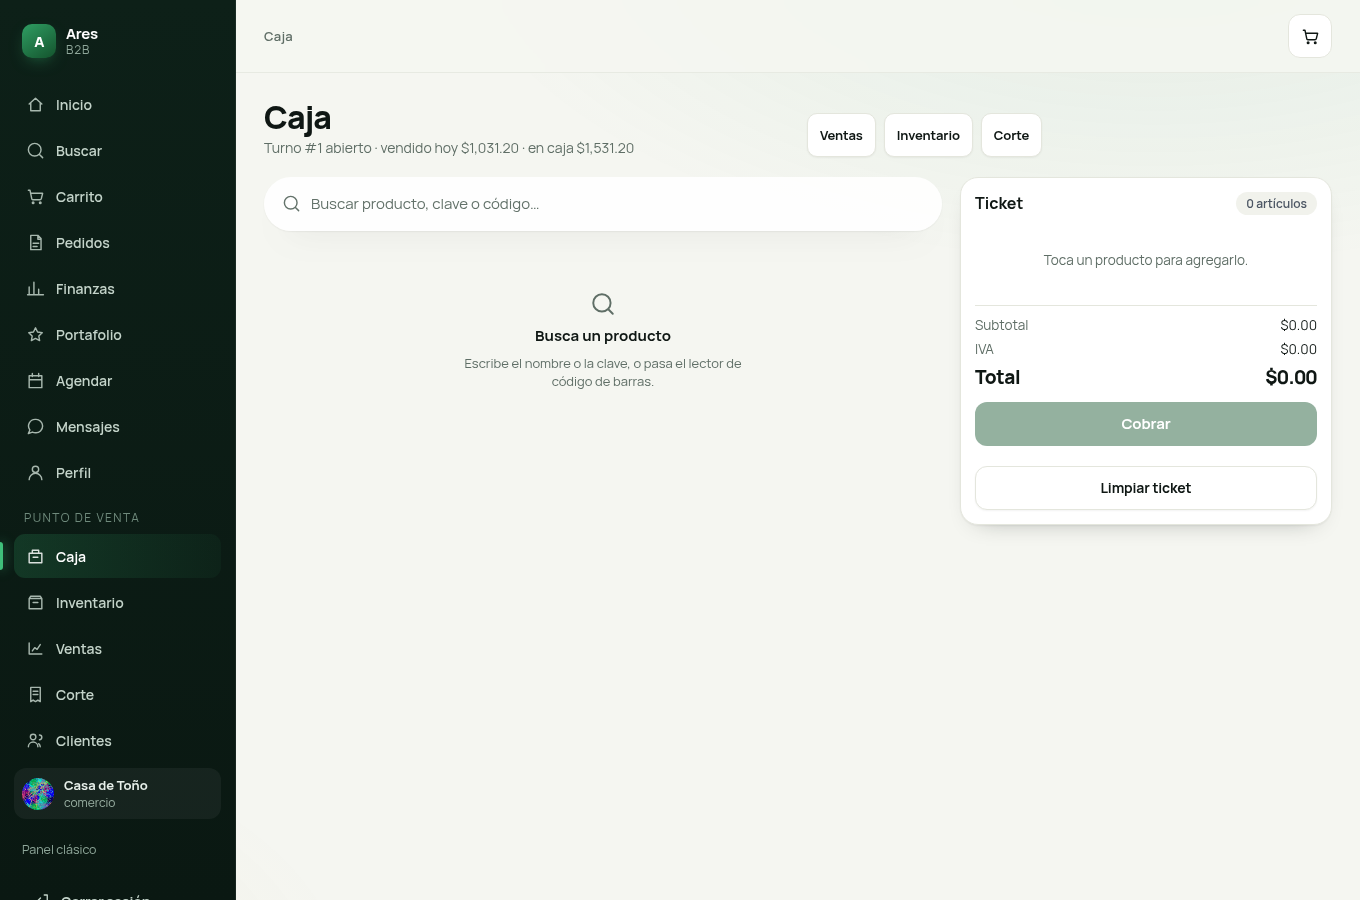 A
Ares
B2B
Inicio
Buscar
Carrito
Pedidos
Finanzas
Portafolio
Agendar
Mensajes
Perfil
PUNTO DE VENTA
Caja
Inventario
Ventas
Corte
Clientes
Casa de Toño
comercio
Panel clásico
Caja
Caja
Turno #1 abierto · vendido hoy $1,031.20 · en caja $1,531.20
Ventas
Inventario
Corte
Buscar producto, clave o código…
Busca un producto
Escribe el nombre o la clave, o pasa el lector de
código de barras.
Ticket
0 artículos
Toca un producto para agregarlo.
Subtotal $0.00
IVA $0.00
Total $0.00
Cobrar
Limpiar ticket